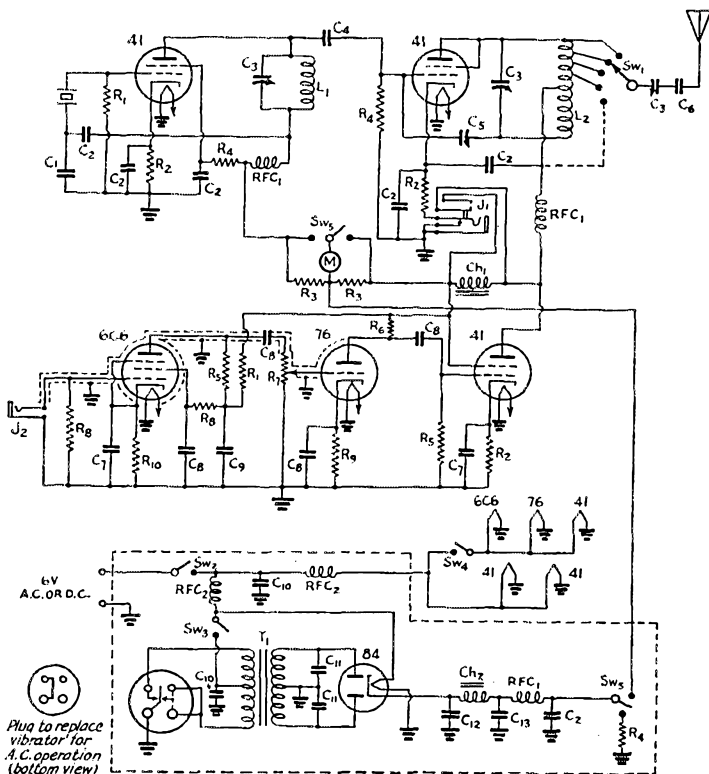 41
C4
41
C3
L1
C3
L2
Sw1
C3
C6
R1
C2
R4
C5
C1
C2
R2
C2
R4
RFC1
C2
R2
C2
J1
RFC1
Sw5
M
R3
R3
Ch1
6C6
C8
76
R6
C8
41
R5
R1
R7
J2
R8
C7
R10
C8
R8
C9
C8
R9
R5
C7
R2
6C6
76
41
Sw4
41
41
6V
A.C. OR D.C.
Sw2
RFC2
C10
RFC2
Sw3
T1
84
C10
C11
C11
Ch2
RFC1
Sw5
C12
C13
C2
R4
Plug to replace
vibrator for
A.C. operation
(bottom view)